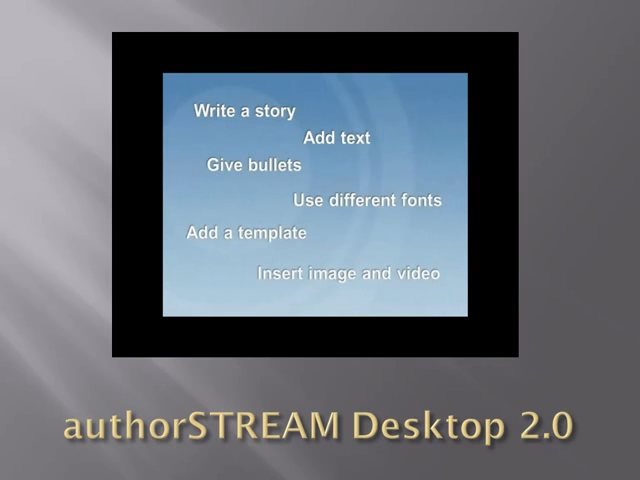 Write a story
Add text
Give bullets
Use different fonts
Add a template
Insert image and video
authorSTREAM Desktop 2.0